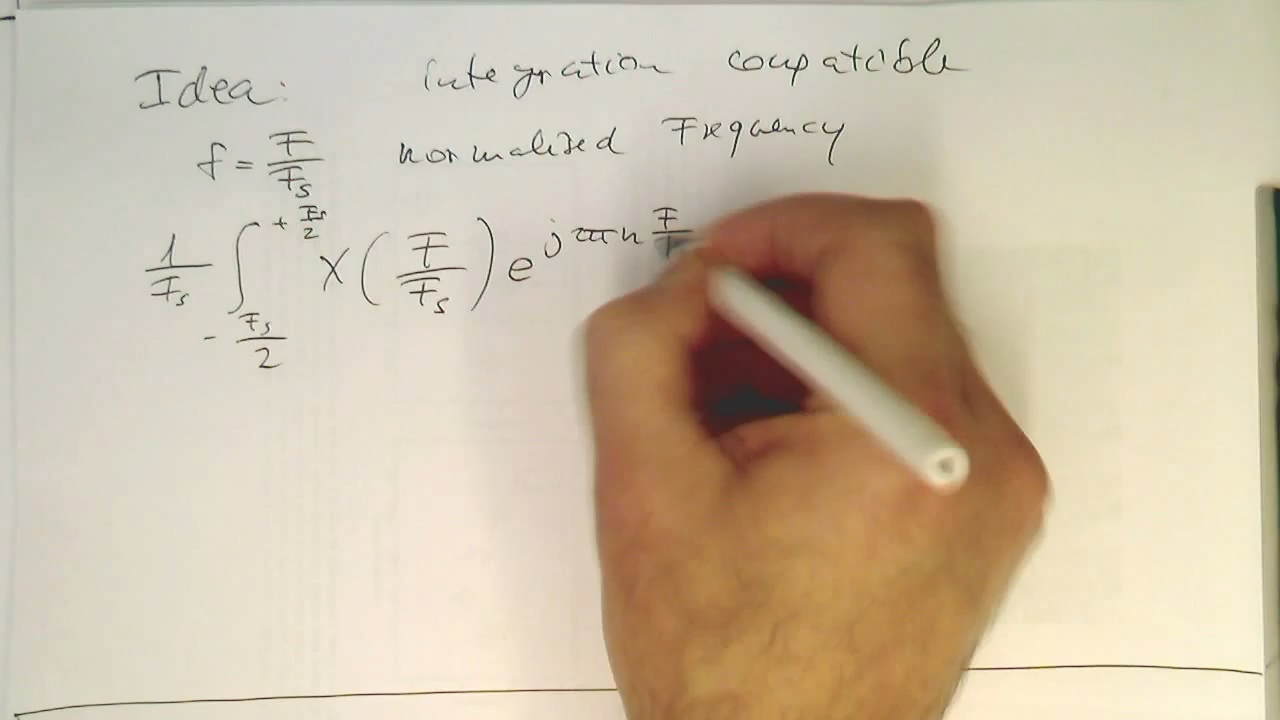 Idea: integration compatible
f = F/Fs normalized Frequency
1/Fs ∫_{-Fs/2}^{+Fs/2} X(F/Fs) e^{j2πn F/